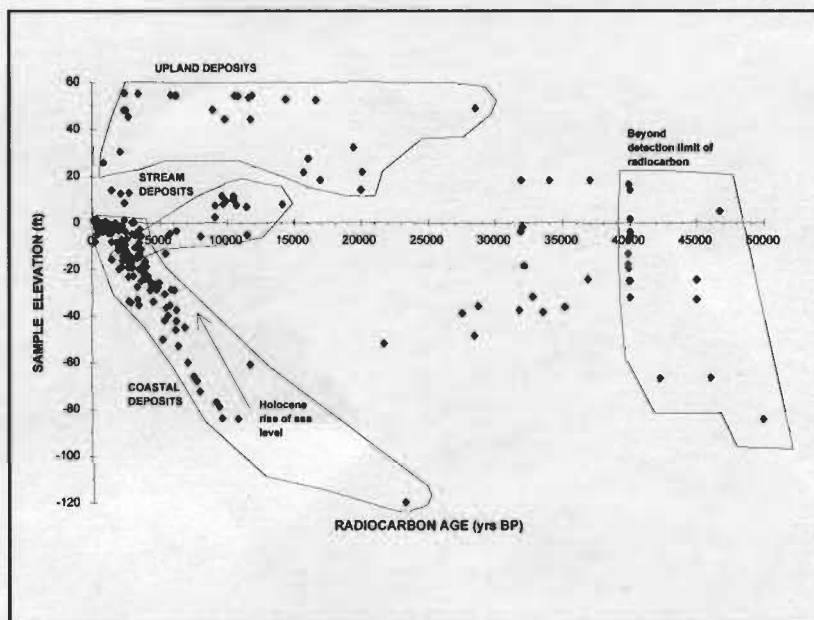 UPLAND DEPOSITS
60
40
20
0
-20
-40
-60
-80
-100
-120
SAMPLE ELEVATION (ft)
STREAM
DEPOSITS
Beyond
detection limit of
radiocarbon
0 5000 10000 15000 20000 25000 30000 35000 40000 45000 50000
COASTAL
DEPOSITS
Holocene
rise of sea
level
RADIOCARBON AGE (yrs BP)